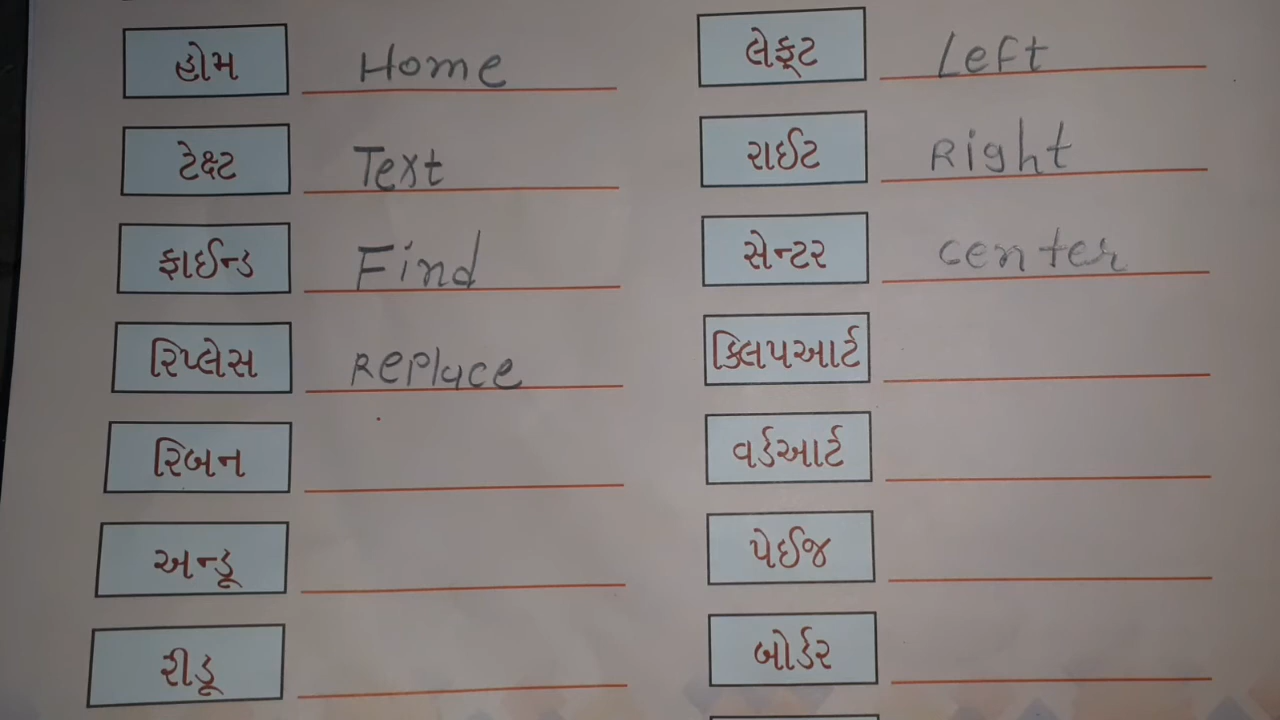 હોમ Home
ટેક્ષ્ટ Text
ફાઈન્ડ Find
રિપ્લેસ Replace
રિબન
અન્ડૂ
રીડૂ
લેફ્ટ Left
રાઈટ Right
સેન્ટર center
ક્લિપઆર્ટ
વર્ડઆર્ટ
પેઈજ
બોર્ડર